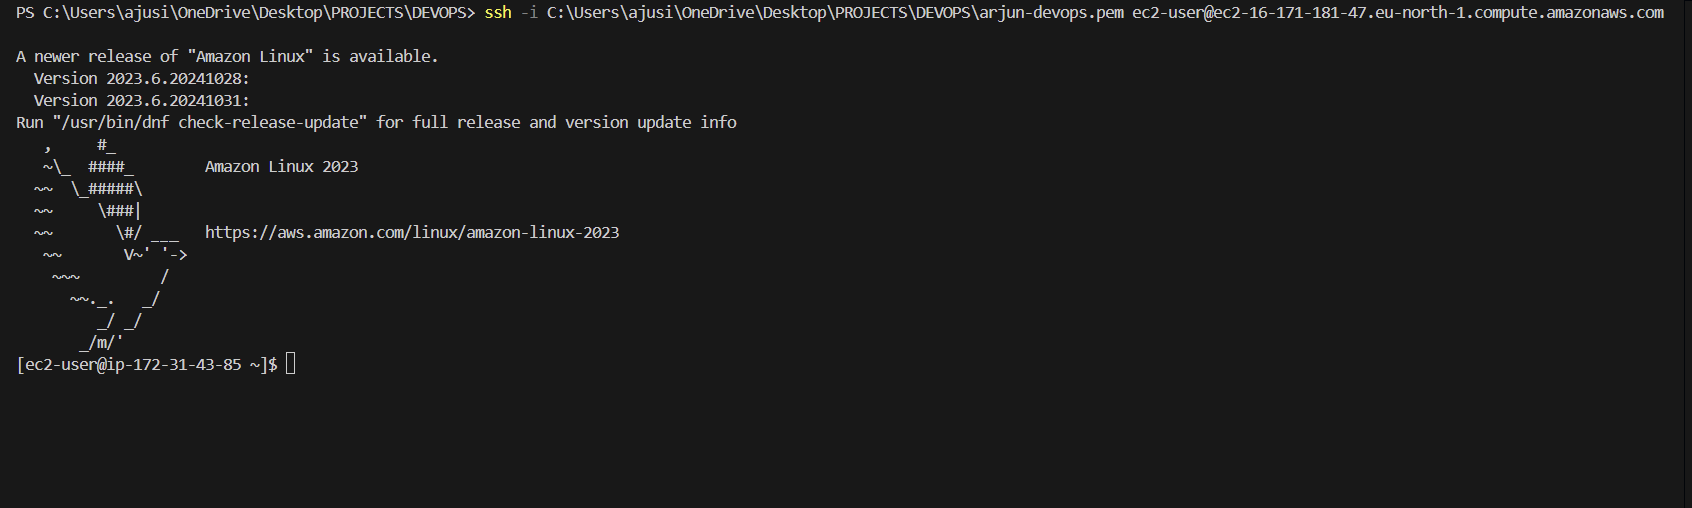 PS C:\Users\ajusi\OneDrive\Desktop\PROJECTS\DEVOPS> ssh -i C:\Users\ajusi\OneDrive\Desktop\PROJECTS\DEVOPS\arjun-devops.pem ec2-user@ec2-16-171-181-47.eu-north-1.compute.amazonaws.com

A newer release of "Amazon Linux" is available.
  Version 2023.6.20241028:
  Version 2023.6.20241031:
Run "/usr/bin/dnf check-release-update" for full release and version update info
   ,     #_
   ~\_  ####_        Amazon Linux 2023
  ~~  \_#####\
  ~~     \###|
  ~~       \#/ ___   https://aws.amazon.com/linux/amazon-linux-2023
   ~~       V~' '->
    ~~~         /
      ~~._.   _/
         _/ _/
       _/m/'
[ec2-user@ip-172-31-43-85 ~]$